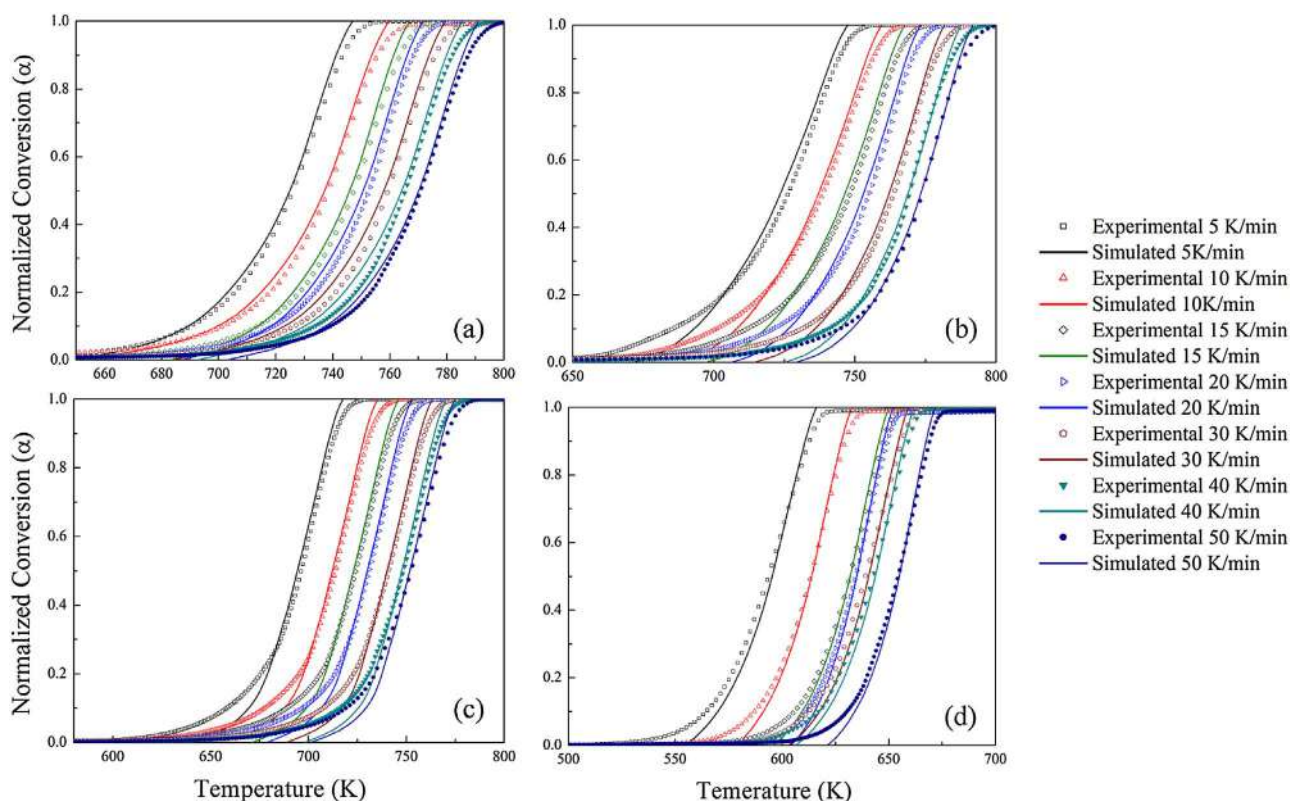 1.0
0.8
0.6
0.4
0.2
0.0
Normalized Conversion (α)
(a)
660 680 700 720 740 760 780 800
1.0
0.8
0.6
0.4
0.2
0.0
(b)
650 700 750 800
1.0
0.8
0.6
0.4
0.2
0.0
Normalized Conversion (α)
(c)
600 650 700 750 800
Temperature (K)
1.0
0.8
0.6
0.4
0.2
0.0
(d)
500 550 600 650 700
Temerature (K)
Experimental 5 K/min
Simulated 5K/min
Experimental 10 K/min
Simulated 10K/min
Experimental 15 K/min
Simulated 15 K/min
Experimental 20 K/min
Simulated 20 K/min
Experimental 30 K/min
Simulated 30 K/min
Experimental 40 K/min
Simulated 40 K/min
Experimental 50 K/min
Simulated 50 K/min